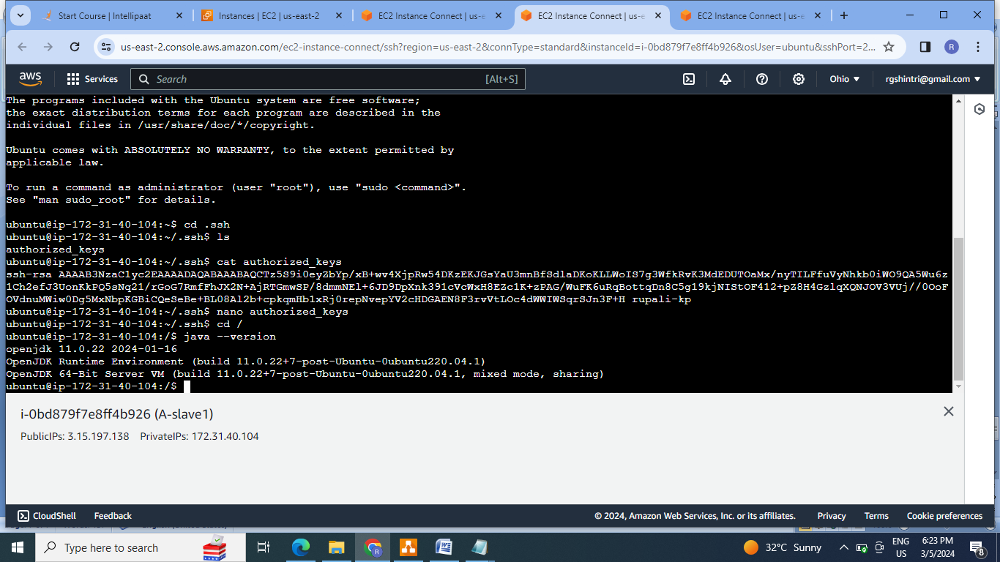 Start Course | Intellipaat
Instances | EC2 | us-east-2
EC2 Instance Connect | us-e
EC2 Instance Connect | us-e
EC2 Instance Connect | us-e
us-east-2.console.aws.amazon.com/ec2-instance-connect/ssh?region=us-east-2&connType=standard&instanceId=i-0bd879f7e8ff4b926&osUser=ubuntu&sshPort=2...
R
aws
Services
Search
[Alt+S]
Ohio
rgshintri@gmail.com
The programs included with the Ubuntu system are free software;
the exact distribution terms for each program are described in the
individual files in /usr/share/doc/*/copyright.
Ubuntu comes with ABSOLUTELY NO WARRANTY, to the extent permitted by
applicable law.
To run a command as administrator (user "root"), use "sudo <command>".
See "man sudo_root" for details.
ubuntu@ip-172-31-40-104:~$ cd .ssh
ubuntu@ip-172-31-40-104:~/.ssh$ ls
authorized_keys
ubuntu@ip-172-31-40-104:~/.ssh$ cat authorized_keys
ssh-rsa AAAAB3NzaC1yc2EAAAADAQABAAABAQCTz5S9i0eyZbYp/xB+wv4XjpRw54DKzEKJGsYaU3mnBfSdlaDKoKLLWoIS7g3WfkRvK3MdEDUTOaMx/nyTILFfuVyNhkb0iWO9QA5Wu6z
1Ch2efJ3UonKkPQ5sNq21/rGoG7RmfFhJX2N+AjRTGmwSP/8dmmNEl+6JD9DpXnk391cVcWxH8EZc1K+zPAG/WuFK6uRqBottqDn8C5g19kjNIStOF412+pZ8H4GzlqXQNJOV3VUj//0OoF
OVdnuMWiw0Dg5MxNbpKGBiCQeSeBe+BL08Al2b+cpkqmHb1xRj0repNvepYV2cHDGAEN8F3rvVtLOc4dWWIWSqrSJn3F+H rupali-kp
ubuntu@ip-172-31-40-104:~/.ssh$ nano authorized_keys
ubuntu@ip-172-31-40-104:~/.ssh$ cd /
ubuntu@ip-172-31-40-104:/$ java --version
openjdk 11.0.22 2024-01-16
OpenJDK Runtime Environment (build 11.0.22+7-post-Ubuntu-0ubuntu220.04.1)
OpenJDK 64-Bit Server VM (build 11.0.22+7-post-Ubuntu-0ubuntu220.04.1, mixed mode, sharing)
ubuntu@ip-172-31-40-104:/$
i-0bd879f7e8ff4b926 (A-slave1)
PublicIPs: 3.15.197.138 PrivateIPs: 172.31.40.104
CloudShell
Feedback
© 2024, Amazon Web Services, Inc. or its affiliates.
Privacy
Terms
Cookie preferences
Type here to search
32°C Sunny
ENG
US
6:23 PM
3/5/2024
8